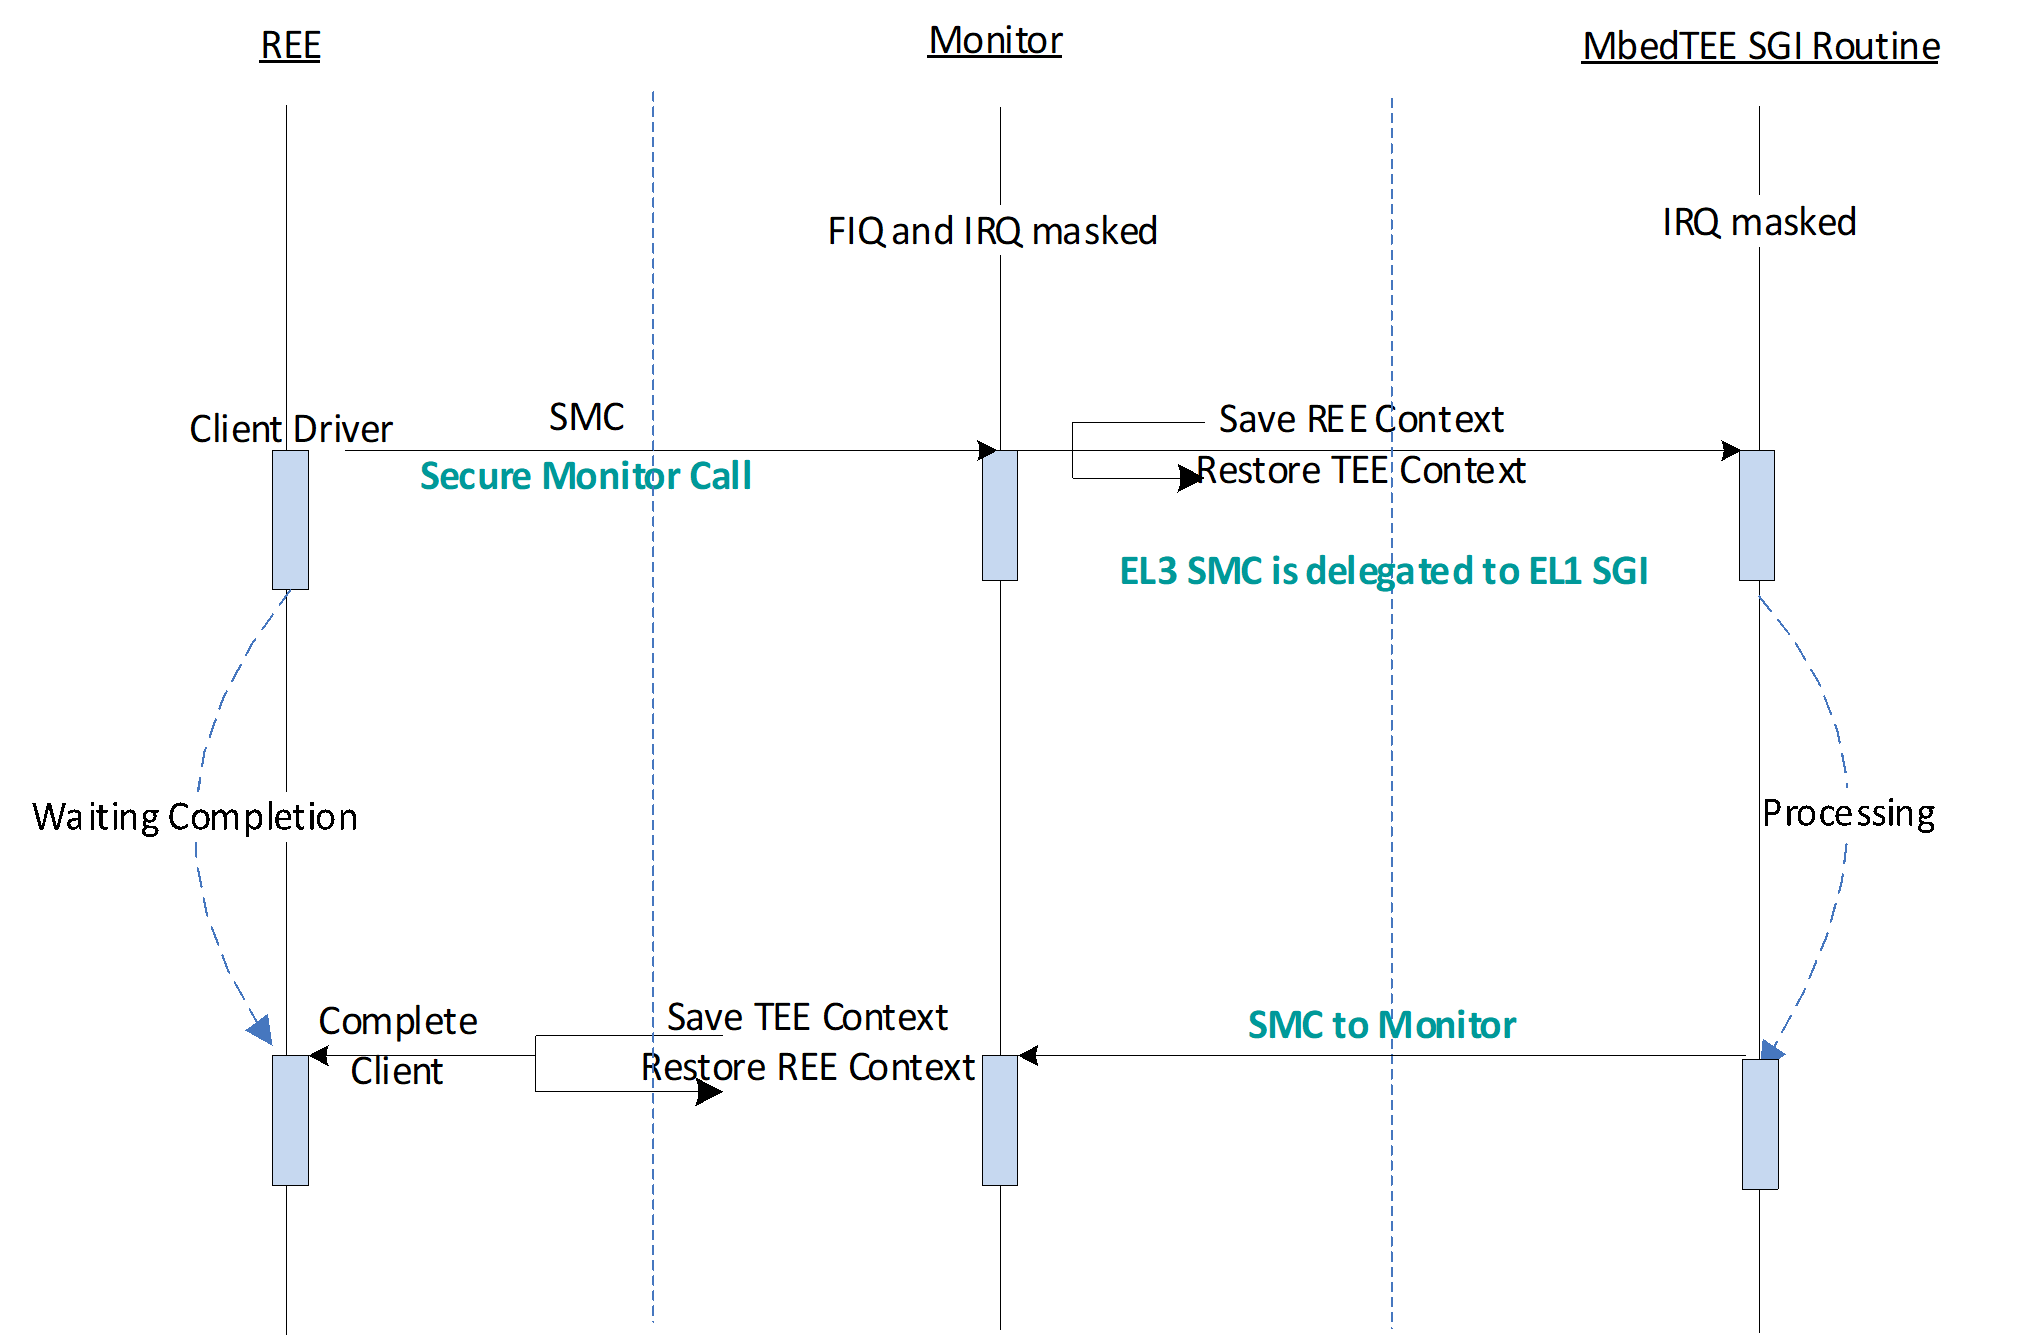 REE
Monitor
MbedTEE SGI Routine
FIQ and IRQ masked
IRQ masked
Client Driver
SMC
Secure Monitor Call
Save REE Context
Restore TEE Context
EL3 SMC is delegated to EL1 SGI
Waiting Completion
Processing
Complete
Client
Save TEE Context
Restore REE Context
SMC to Monitor